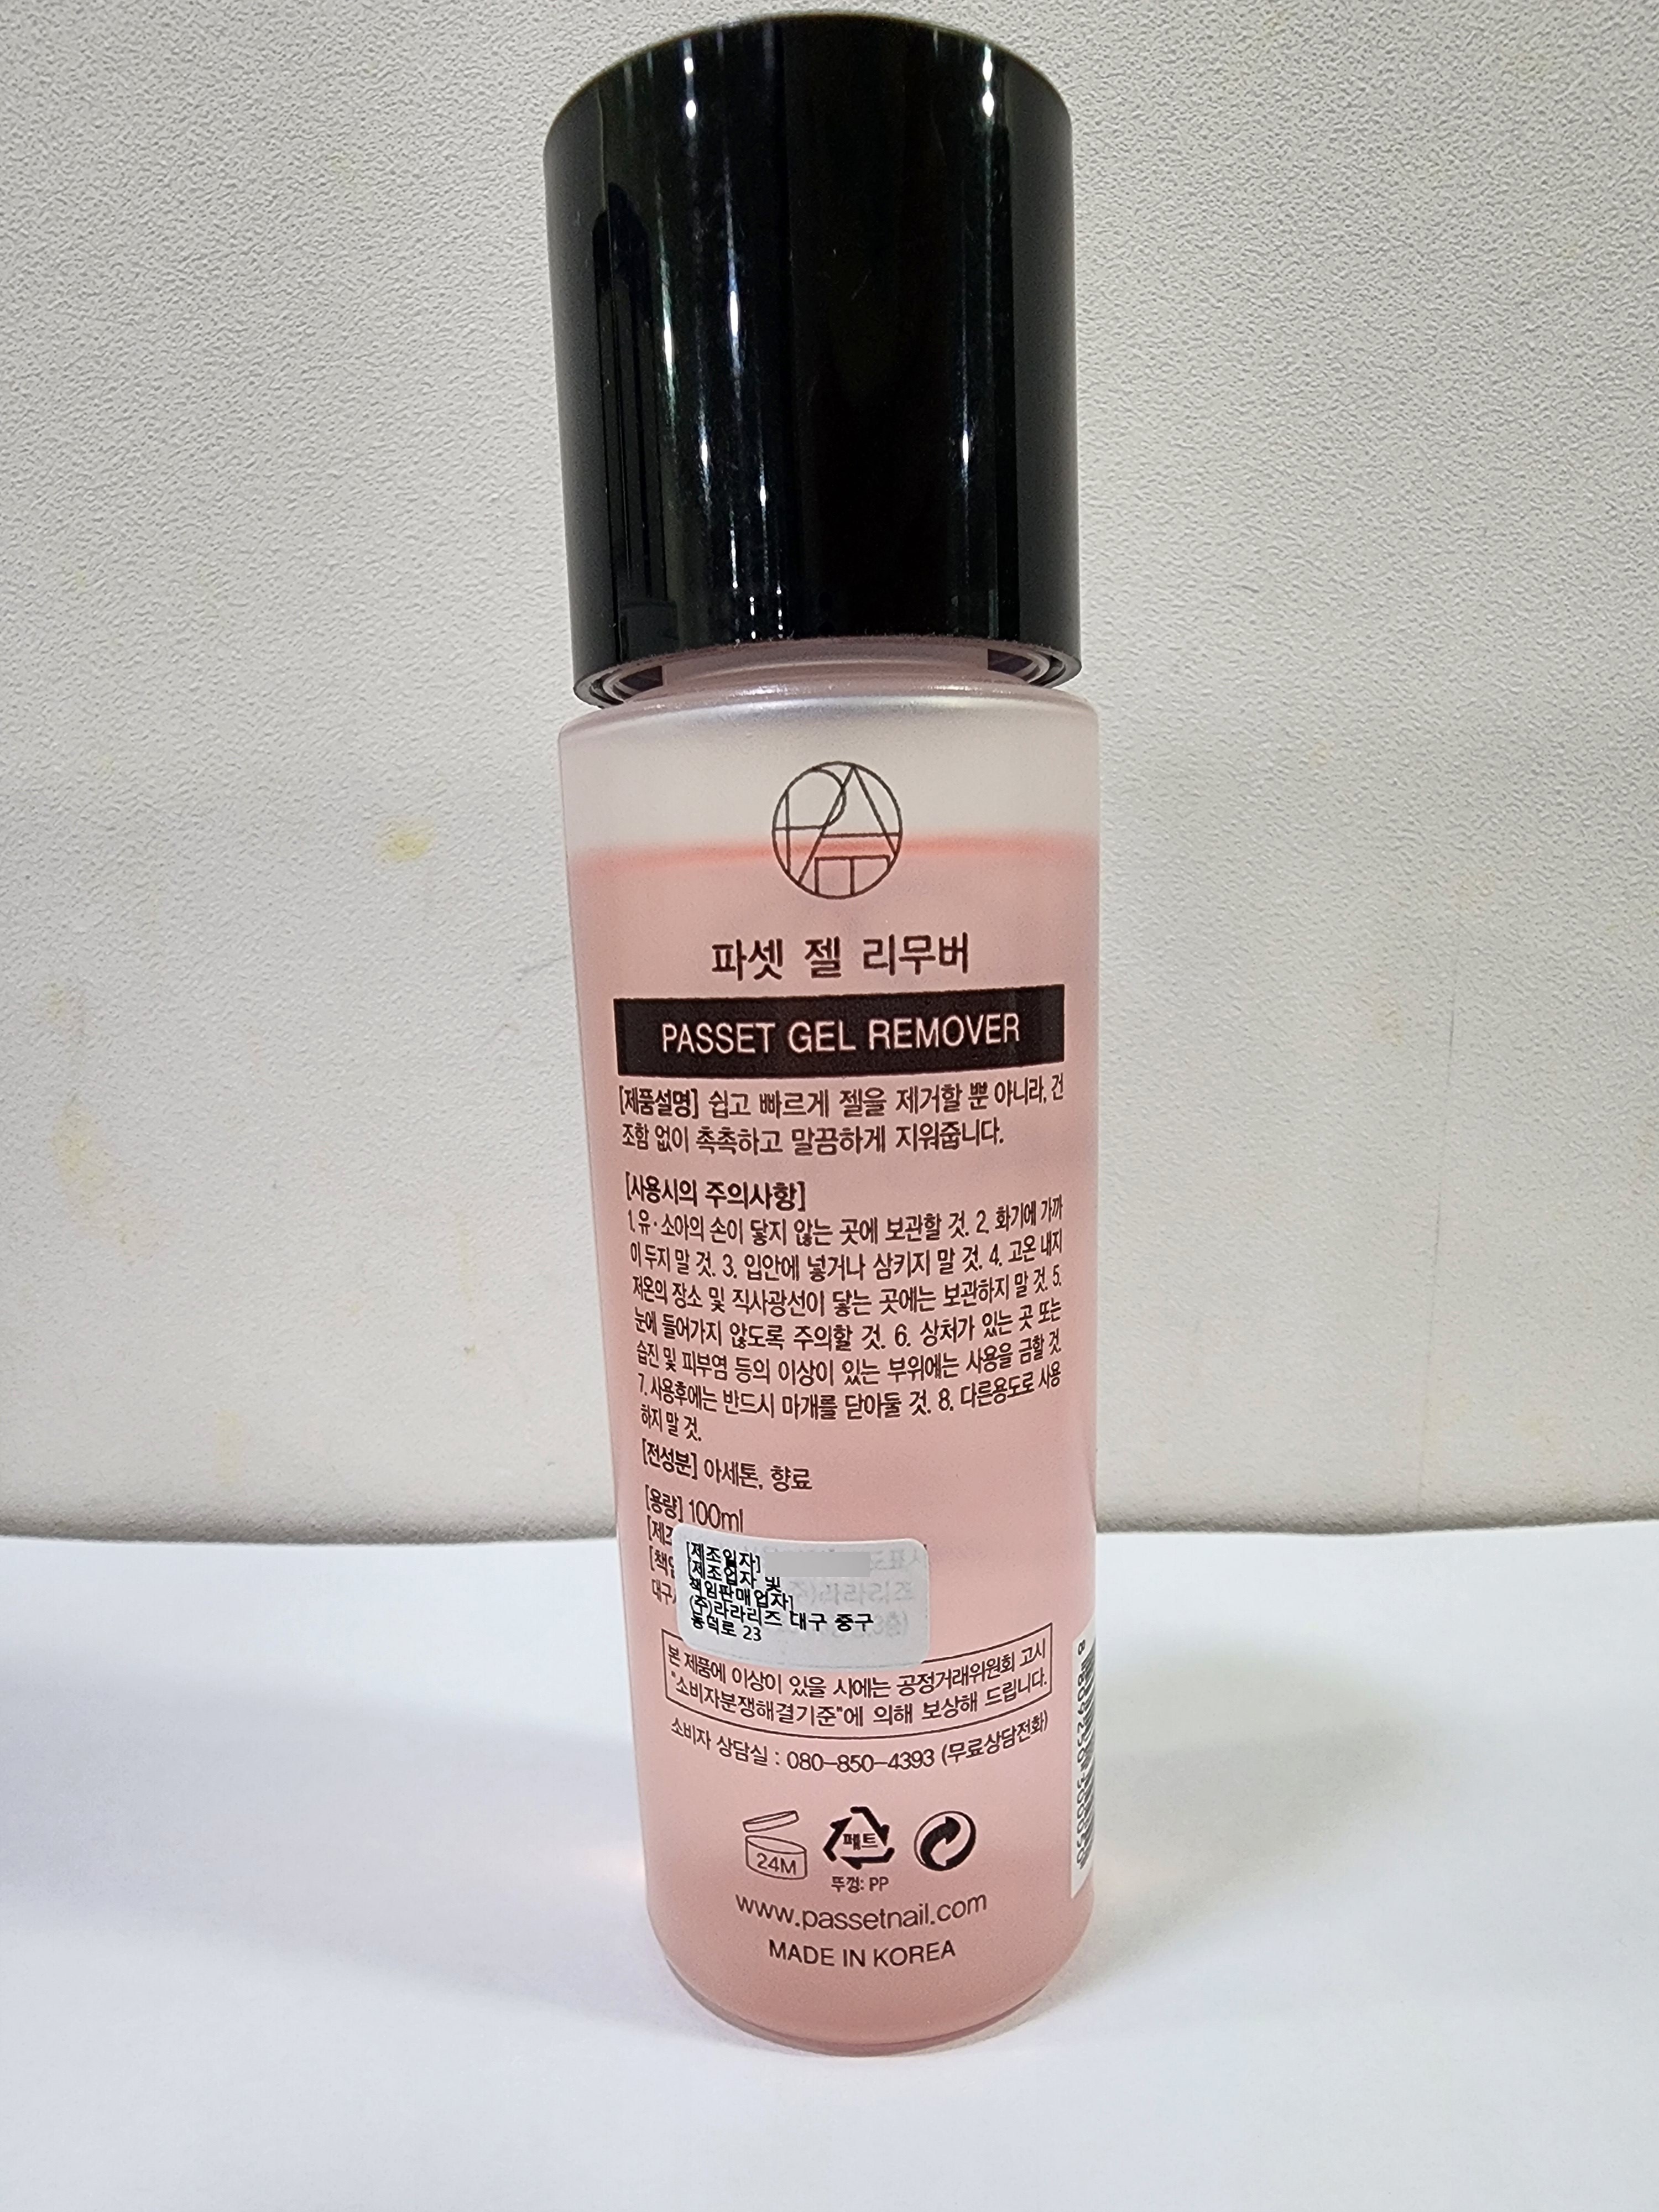 파셋 젤 리무버
PASSET GEL REMOVER
[제품설명] 쉽고 빠르게 젤을 제거할 뿐 아니라, 건
조함 없이 촉촉하고 말끔하게 지워줍니다.
[사용시의 주의사항]
1. 유·소아의 손이 닿지 않는 곳에 보관할 것. 2. 화기에 가까
이 두지 말 것. 3. 입안에 넣거나 삼키지 말 것. 4. 고온 내지
저온의 장소 및 직사광선이 닿는 곳에는 보관하지 말 것. 5.
눈에 들어가지 않도록 주의할 것. 6. 상처가 있는 곳 또는
습진 및 피부염 등의 이상이 있는 부위에는 사용을 금할 것.
7. 사용후에는 반드시 마개를 닫아둘 것. 8. 다른용도로 사용
하지 말 것.
[전성분] 아세톤, 향료
[용량] 100ml
[제조일자]
[제조업자 및
책임판매업자]
(주)라라리즈 대구 중구
동덕로 23
본 제품에 이상이 있을 시에는 공정거래위원회 고시
"소비자분쟁해결기준"에 의해 보상해 드립니다.
소비자 상담실 : 080-850-4393 (무료상담전화)
24M
페트
뚜껑: PP
www.passetnail.com
MADE IN KOREA